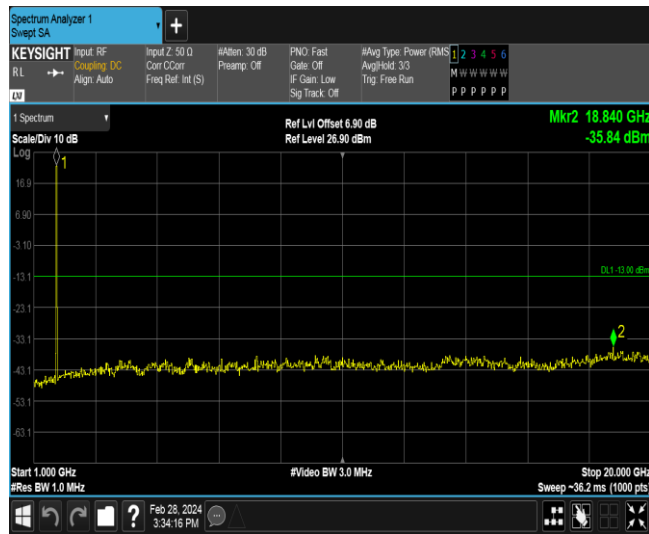 Spectrum Analyzer 1
Swept SA
+
KEYSIGHT
RL
LXI
Input: RF
Coupling: DC
Align: Auto
Input Z: 50 Ω
Corr CCorr
Freq Ref: Int (S)
#Atten: 30 dB
Preamp: Off
PNO: Fast
Gate: Off
IF Gain: Low
Sig Track: Off
#Avg Type: Power (RMS
Avg|Hold: 3/3
Trig: Free Run
1 2 3 4 5 6
M W W W W W
P P P P P P
1 Spectrum
Scale/Div 10 dB
Log
Ref Lvl Offset 6.90 dB
Ref Level 26.90 dBm
Mkr2 18.840 GHz
-35.84 dBm
1
16.9
6.90
-3.10
-13.1
DL1 -13.00 dBm
-23.1
-33.1
2
-43.1
-53.1
-63.1
Start 1.000 GHz
#Res BW 1.0 MHz
#Video BW 3.0 MHz
Stop 20.000 GHz
Sweep ~36.2 ms (1000 pts)
?
Feb 28, 2024
3:34:16 PM